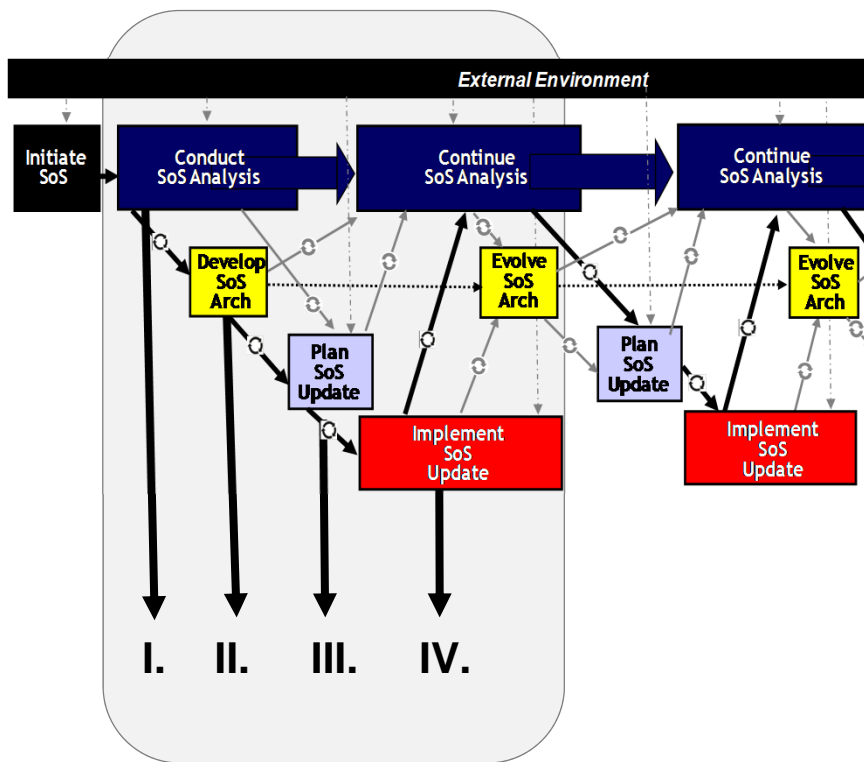 External Environment
Initiate
SoS
Conduct
SoS Analysis
Continue
SoS Analysis
Continue
SoS Analysis
Develop
SoS
Arch
Evolve
SoS
Arch
Evolve
SoS
Arch
Plan
SoS
Update
Plan
SoS
Update
Implement
SoS
Update
Implement
SoS
Update
I.
II.
III.
IV.